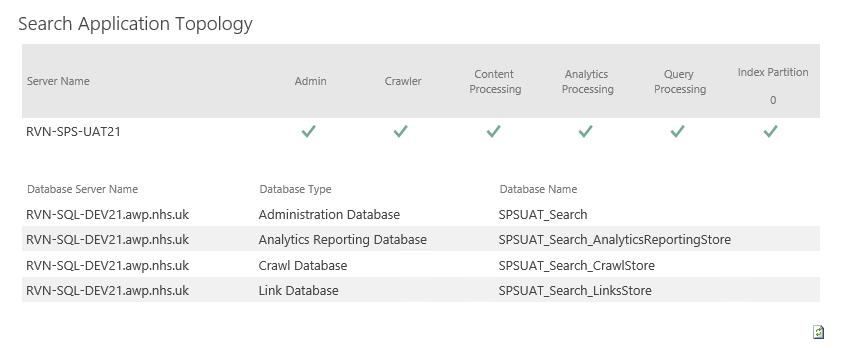 Search Application Topology
Server Name Admin Crawler Content Processing Analytics Processing Query Processing Index Partition
0
RVN-SPS-UAT21
Database Server Name Database Type Database Name
RVN-SQL-DEV21.awp.nhs.uk Administration Database SPSUAT_Search
RVN-SQL-DEV21.awp.nhs.uk Analytics Reporting Database SPSUAT_Search_AnalyticsReportingStore
RVN-SQL-DEV21.awp.nhs.uk Crawl Database SPSUAT_Search_CrawlStore
RVN-SQL-DEV21.awp.nhs.uk Link Database SPSUAT_Search_LinksStore